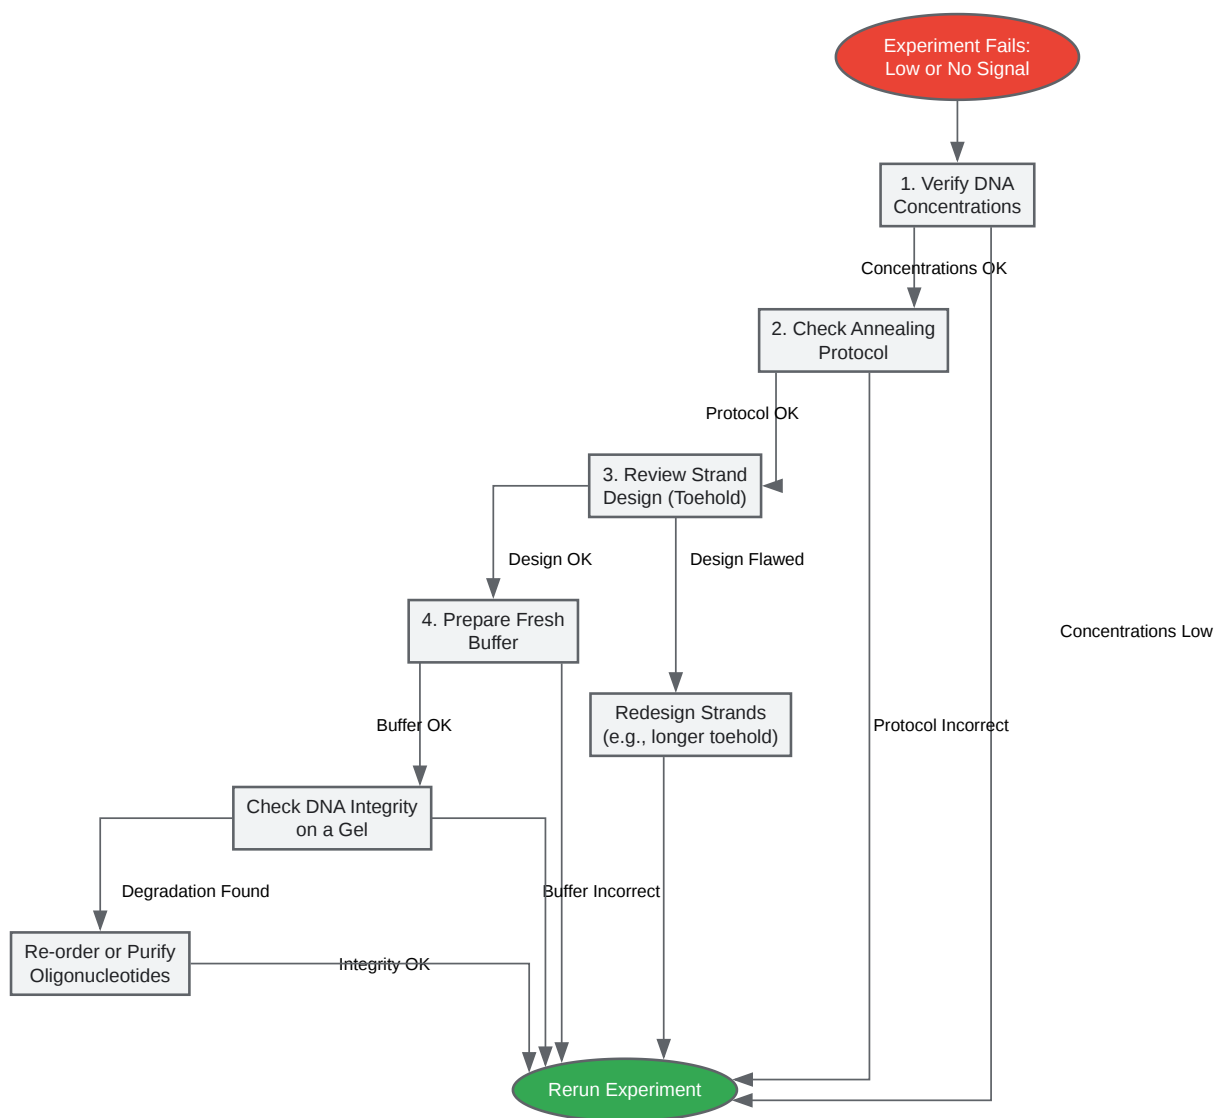 Experiment Fails:
Low or No Signal
1. Verify DNA
Concentrations
Concentrations OK
2. Check Annealing
Protocol
Protocol OK
3. Review Strand
Design (Toehold)
Design OK
Design Flawed
4. Prepare Fresh
Buffer
Concentrations Low
Redesign Strands
(e.g., longer toehold)
Buffer OK
Protocol Incorrect
Check DNA Integrity
on a Gel
Degradation Found
Buffer Incorrect
Re-order or Purify
Oligonucleotides
Integrity OK
Rerun Experiment